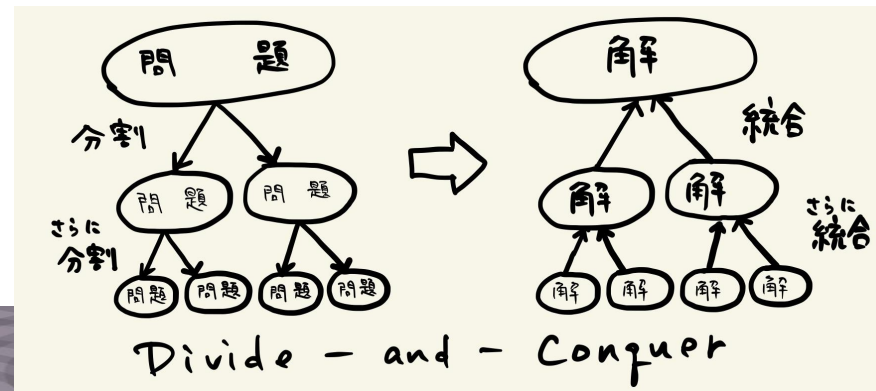 問 題
分割
問 題
問 題
さらに
分割
問題
問題
問題
問題
解
統合
解
解
さらに
統合
解
解
解
解
Divide - and - Conquer